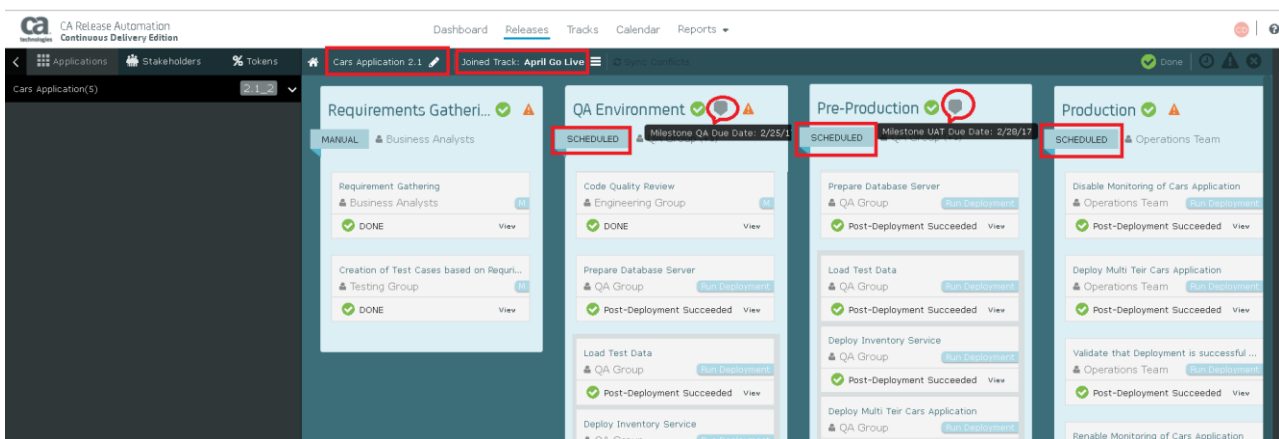 ca
technologies
CA Release Automation
Continuous Delivery Edition
Dashboard Releases Tracks Calendar Reports
Applications Stakeholders % Tokens
Cars Application 2.1
Joined Track: April Go Live
Sync Conflicts
Done
Cars Application(5) 2.1_2
Requirements Gatheri...
MANUAL Business Analysts
Requirement Gathering
Business Analysts M
DONE View
Creation of Test Cases based on Requri...
Testing Group M
DONE View
QA Environment
Milestone QA Due Date: 2/25/1
SCHEDULED
Code Quality Review
Engineering Group M
DONE View
Prepare Database Server
QA Group Run Deployment
Post-Deployment Succeeded View
Load Test Data
QA Group Run Deployment
Post-Deployment Succeeded View
Deploy Inventory Service
QA Group
Pre-Production
Milestone UAT Due Date: 2/28/17
SCHEDULED
Prepare Database Server
QA Group Run Deployment
Post-Deployment Succeeded View
Load Test Data
QA Group Run Deployment
Post-Deployment Succeeded View
Deploy Inventory Service
QA Group Run Deployment
Post-Deployment Succeeded View
Deploy Multi Teir Cars Application
QA Group Run Deployment
Production
SCHEDULED Operations Team
Disable Monitoring of Cars Application
Operations Team Run Deployment
Post-Deployment Succeeded View
Deploy Multi Teir Cars Application
Operations Team Run Deployment
Post-Deployment Succeeded View
Validate that Deployment is successful ...
Operations Team Run Deployment
Post-Deployment Succeeded View
Renable Monitoring of Cars Application